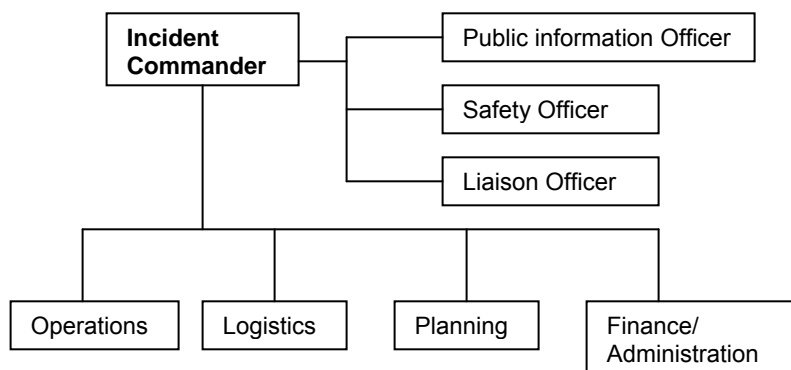 Incident
Commander
Public information Officer
Safety Officer
Liaison Officer
Operations
Logistics
Planning
Finance/
Administration